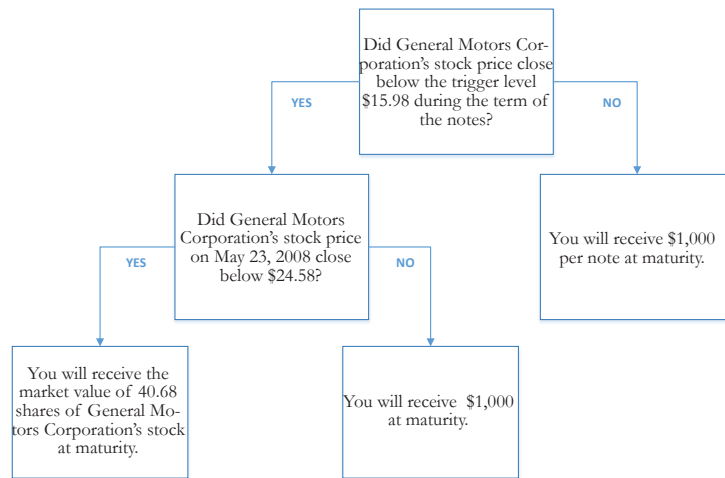 Did General Motors Cor-
poration's stock price close
below the trigger level
$15.98 during the term of
the notes?
YES
NO
Did General Motors
Corporation's stock price
on May 23, 2008 close
below $24.58?
You will receive $1,000
per note at maturity.
YES
NO
You will receive the
market value of 40.68
shares of General Mo-
tors Corporation's stock
at maturity.
You will receive $1,000
at maturity.